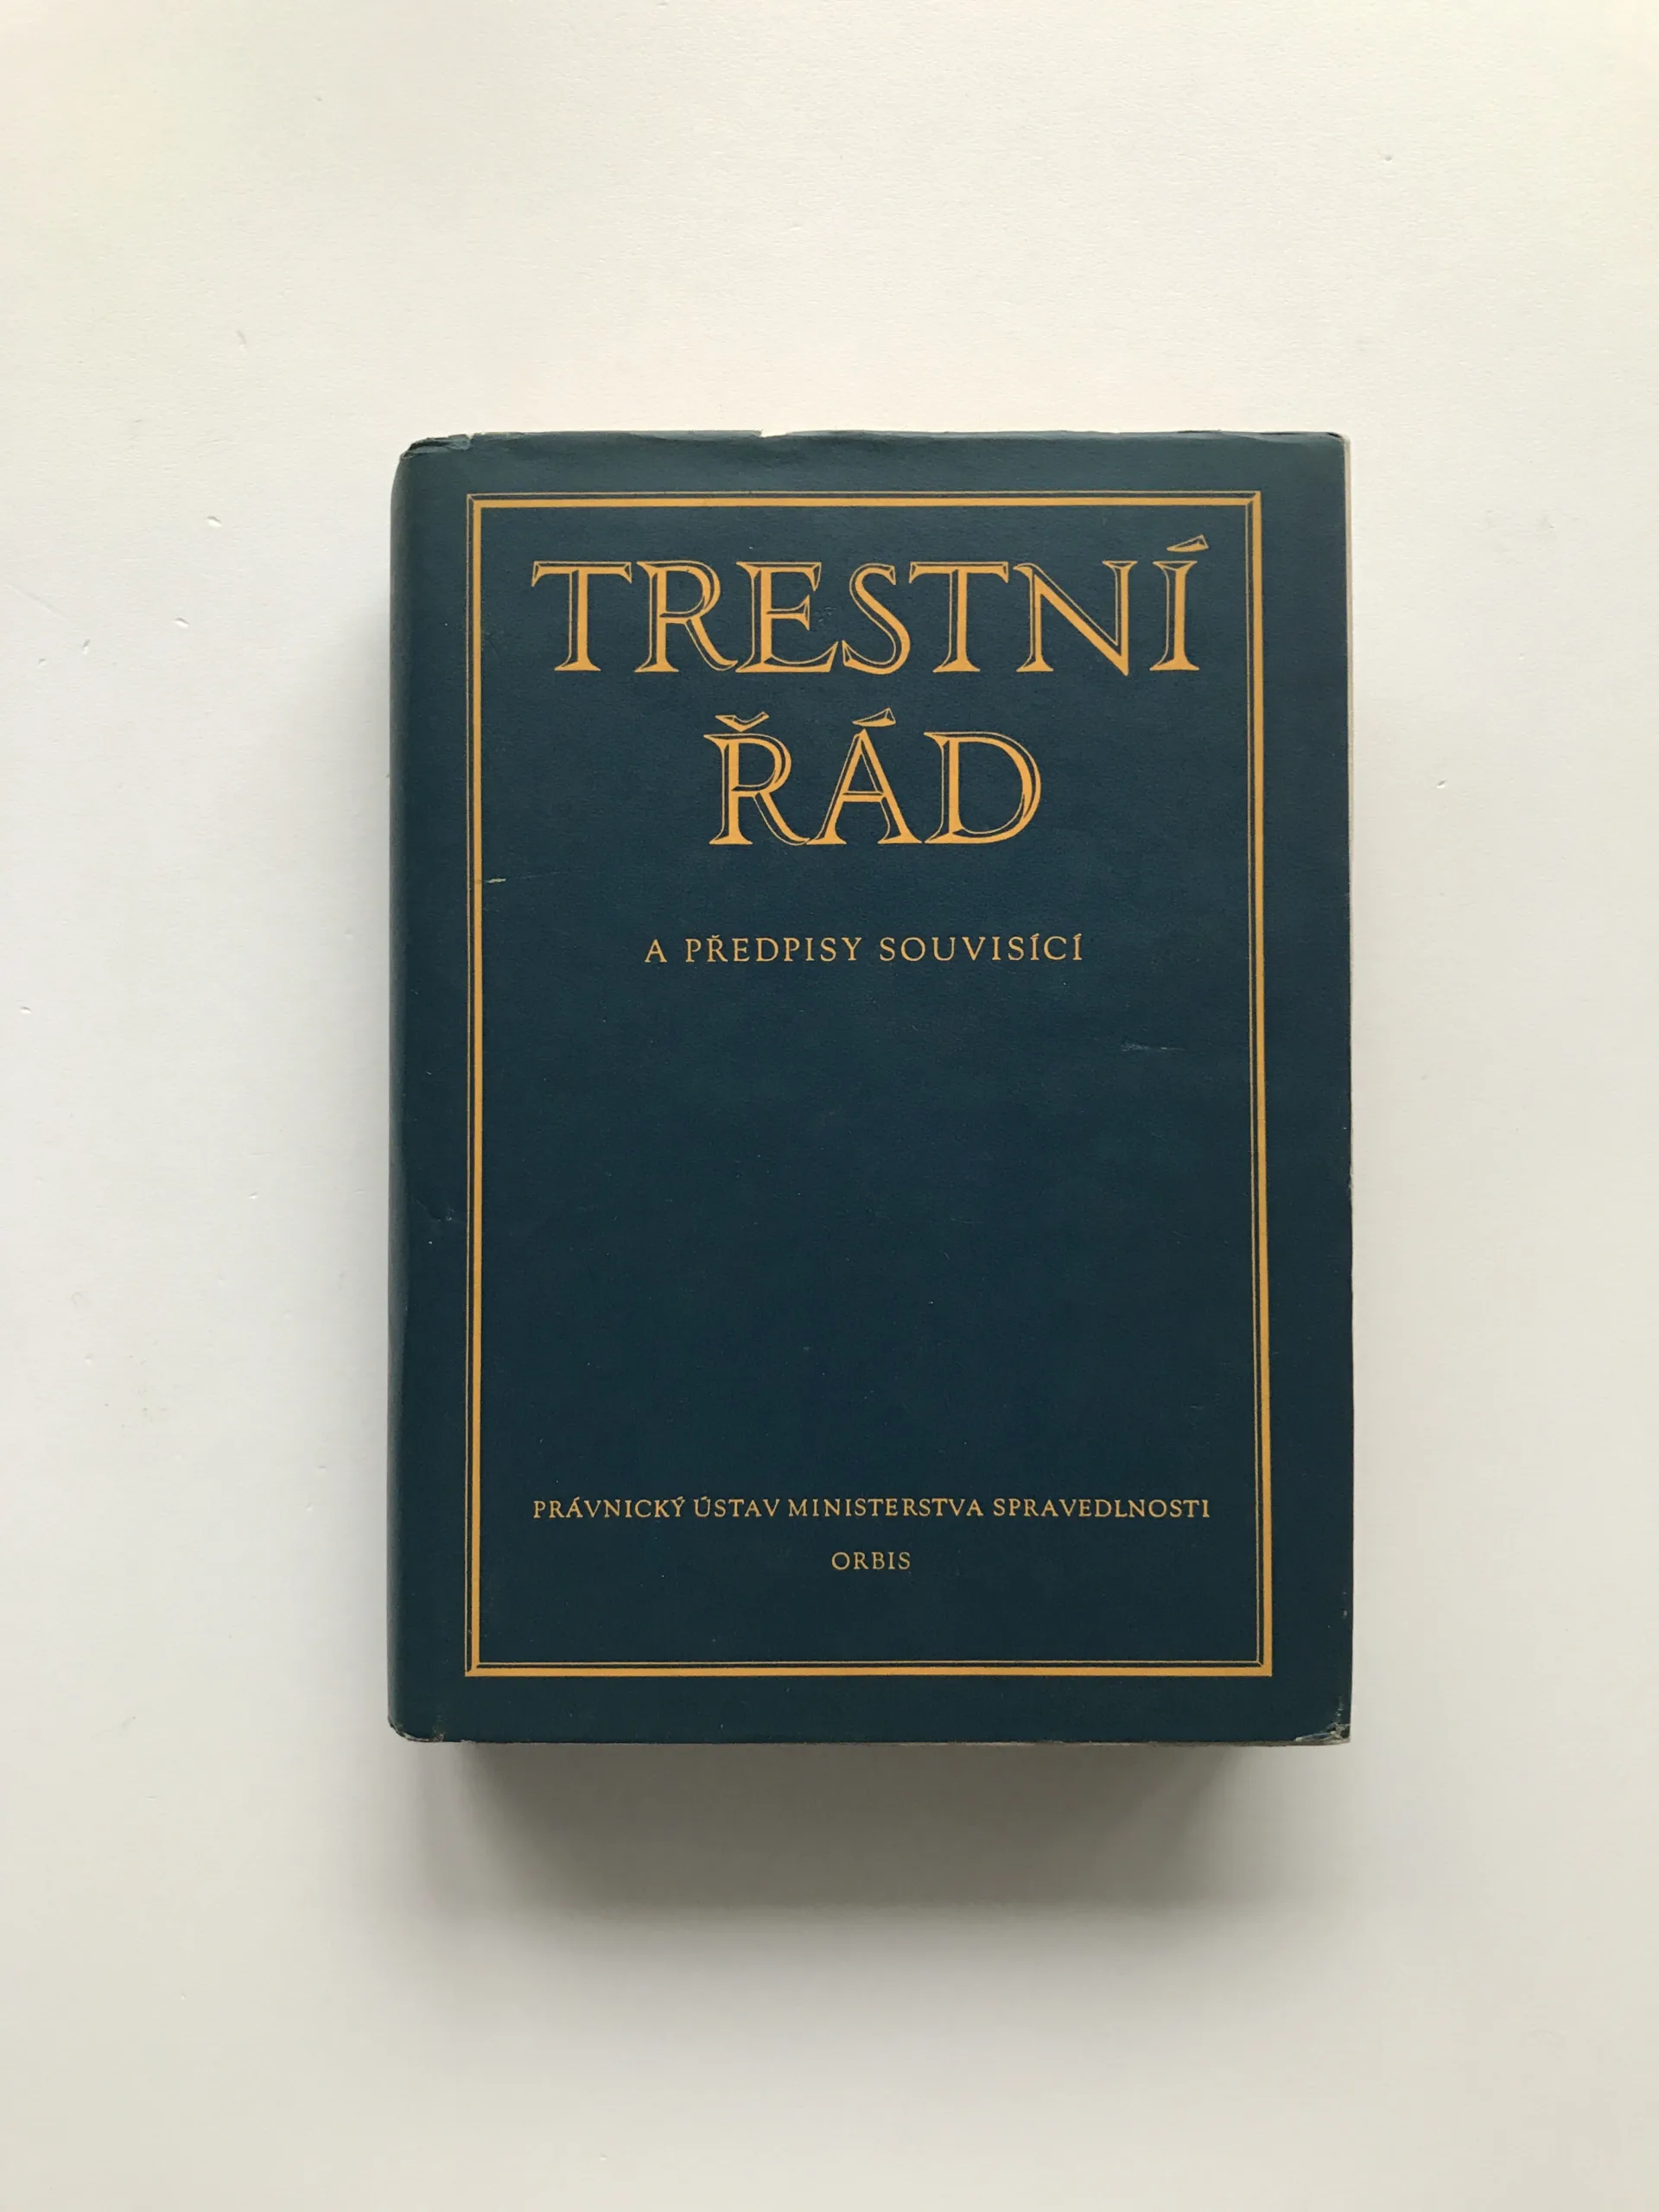 TRESTNÍ
ŘÁD
A PŘEDPISY SOUVISÍCÍ
PRÁVNICKÝ ÚSTAV MINISTERSTVA SPRAVEDLNOSTI
ORBIS